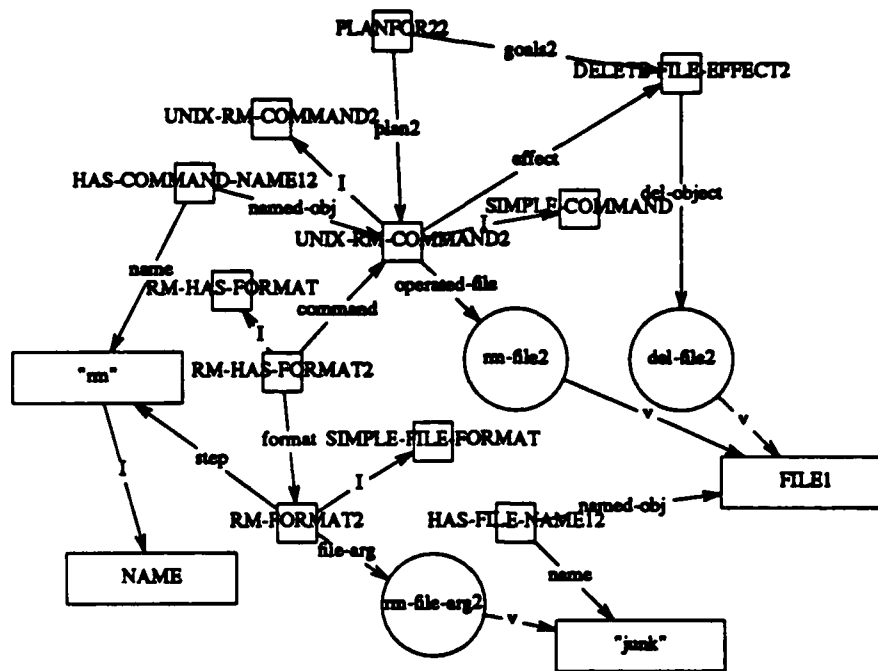 PLANFOR22
goals2
DELETE-FILE-EFFECT2
UNIX-RM-COMMAND2
plan2
effect
HAS-COMMAND-NAME12
I
del-object
named-obj
SIMPLE-COMMAND
I
UNIX-RM-COMMAND2
name
operated-file
RM-HAS-FORMAT
command
I
"rm"
RM-HAS-FORMAT2
rm-file2
del-file2
v
v
format
SIMPLE-FILE-FORMAT
step
I
I
FILE1
RM-FORMAT2
HAS-FILE-NAME12
named-obj
file-arg
NAME
name
rm-file-arg2
v
"junk"